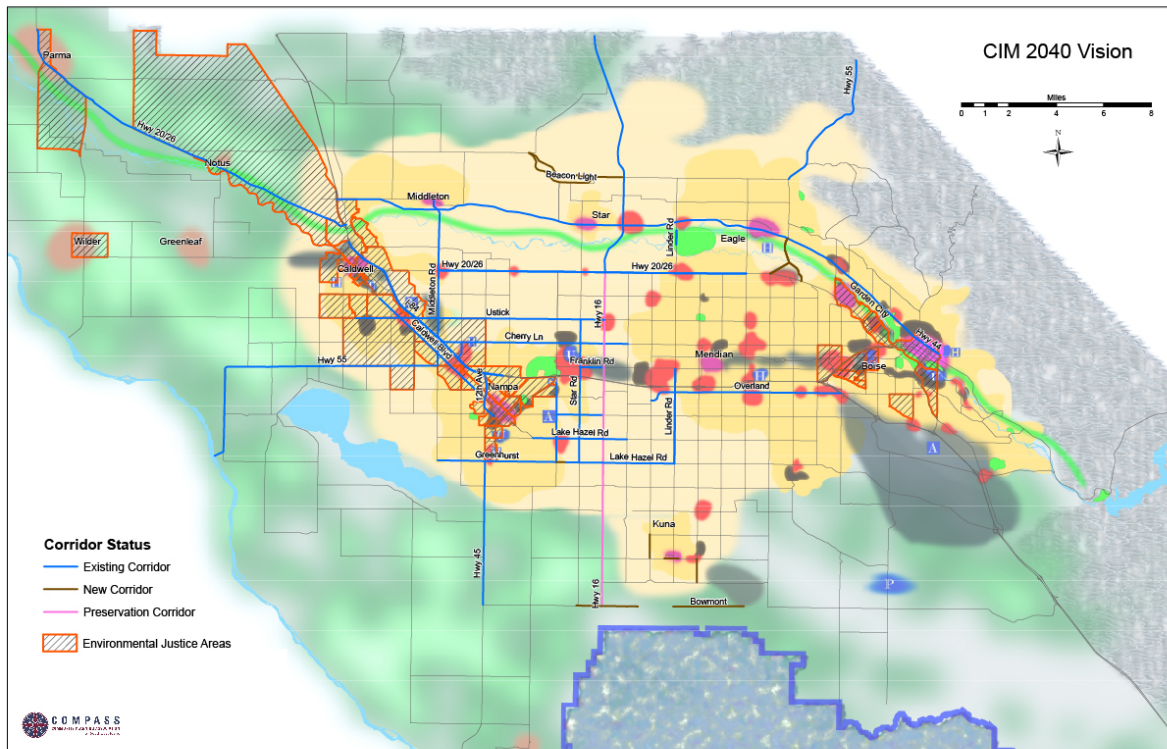 CIM 2040 Vision
Miles
0 2 4 6 8
N
Parma
Hwy 20/26
Notus
Wilder
Greenleaf
Caldwell
Middleton
Middleton Rd
Beacon Light
Star
Hwy 55
Linder Rd
Eagle
H
Hwy 20/26
Hwy 20/26
I-84
Caldwell Blvd
Ustick
Cherry Ln
Hwy 16
Garden City
Hwy 44
H
Hwy 55
Franklin Rd
Meridian
H
Boise
Overland
12th Ave
Nampa
Star Rd
Linder Rd
A
Lake Hazel Rd
Greenhurst
Lake Hazel Rd
A
Hwy 45
Kuna
Hwy 16
Bowmont
P
Corridor Status
Existing Corridor
New Corridor
Preservation Corridor
Environmental Justice Areas
COMPASS